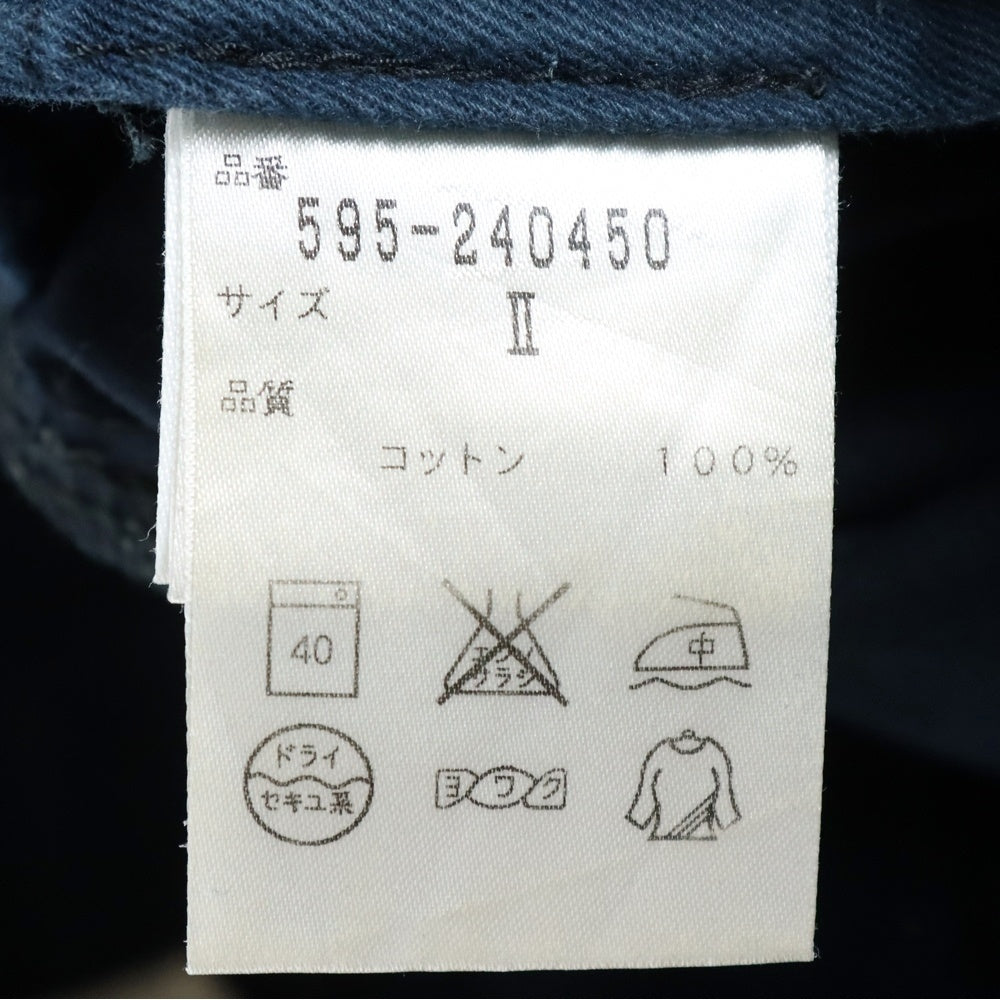 品番
595-240450
サイズ II
品質
コットン 100%
40
エンソ
サラシ
中
ドライ
セキユ系
ヨワク